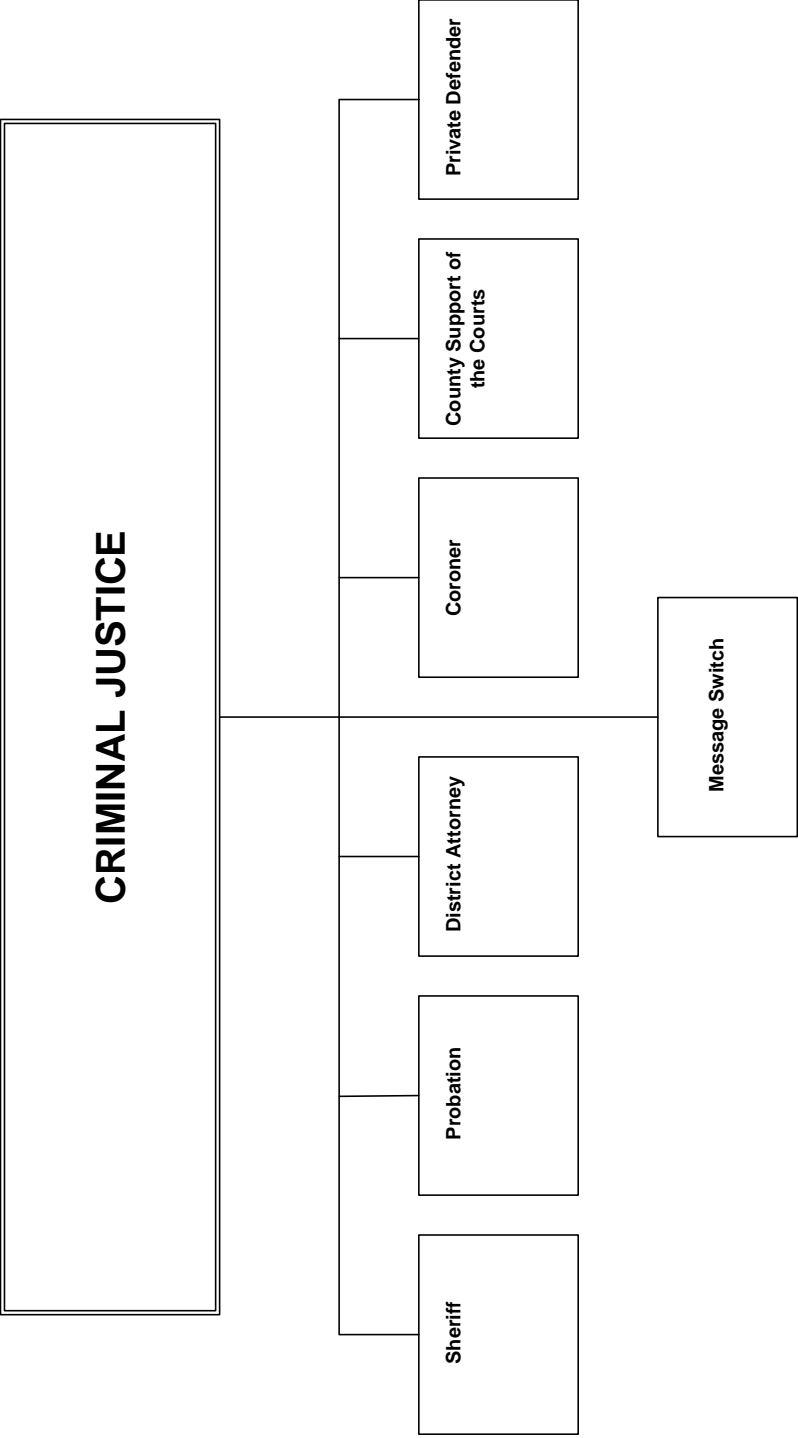 CRIMINAL JUSTICE
Sheriff
Probation
District Attorney
Coroner
County Support of
the Courts
Private Defender
Message Switch